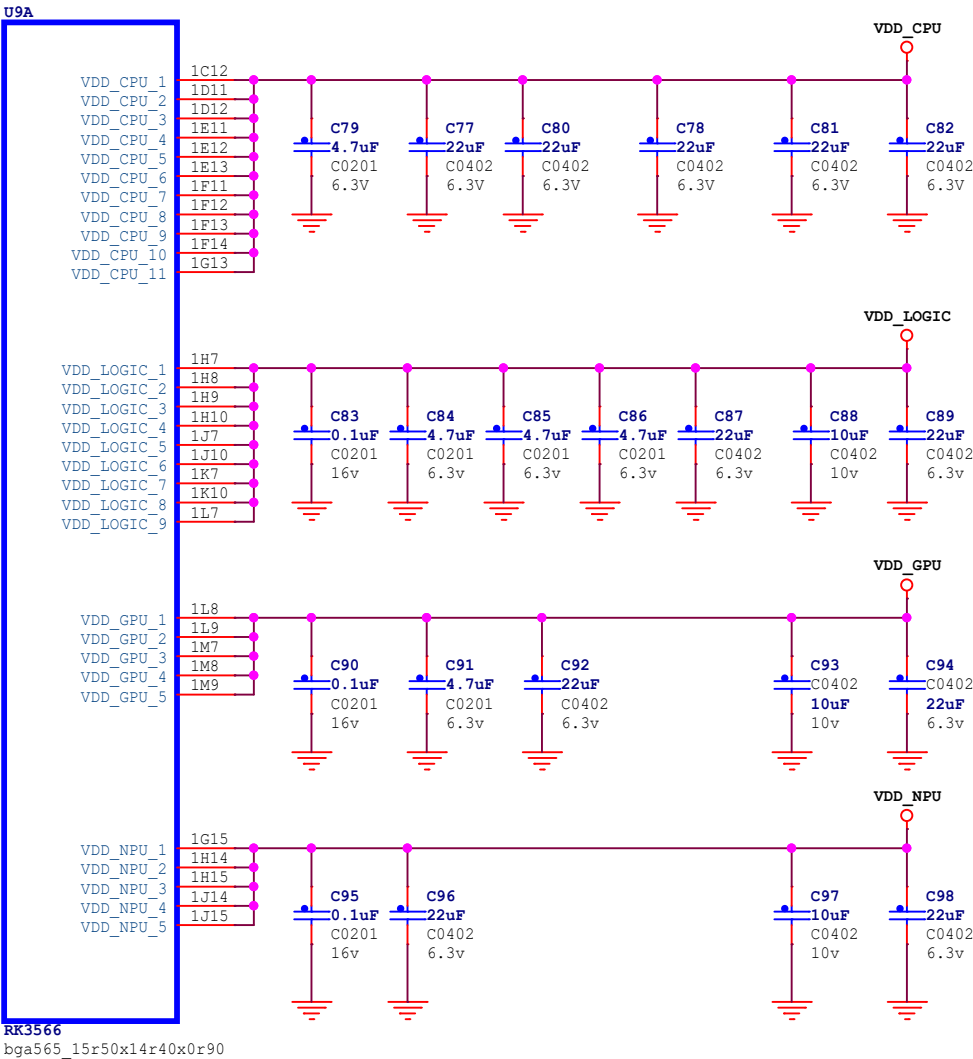 U9A
VDD_CPU
VDD_CPU_1 1C12
VDD_CPU_2 1D11
VDD_CPU_3 1D12
VDD_CPU_4 1E11
VDD_CPU_5 1E12
VDD_CPU_6 1E13
VDD_CPU_7 1F11
VDD_CPU_8 1F12
VDD_CPU_9 1F13
VDD_CPU_10 1F14
VDD_CPU_11 1G13
C79 C77 C80 C78 C81 C82
4.7uF 22uF 22uF 22uF 22uF 22uF
C0201 C0402 C0402 C0402 C0402 C0402
6.3V 6.3V 6.3V 6.3V 6.3V 6.3V
VDD_LOGIC
VDD_LOGIC_1 1H7
VDD_LOGIC_2 1H8
VDD_LOGIC_3 1H9
VDD_LOGIC_4 1H10
VDD_LOGIC_5 1J7
VDD_LOGIC_6 1J10
VDD_LOGIC_7 1K7
VDD_LOGIC_8 1K10
VDD_LOGIC_9 1L7
C83 C84 C85 C86 C87 C88 C89
0.1uF 4.7uF 4.7uF 4.7uF 22uF 10uF 22uF
C0201 C0201 C0201 C0201 C0402 C0402 C0402
16v 6.3v 6.3v 6.3v 6.3v 10v 6.3v
VDD_GPU
VDD_GPU_1 1L8
VDD_GPU_2 1L9
VDD_GPU_3 1M7
VDD_GPU_4 1M8
VDD_GPU_5 1M9
C90 C91 C92 C93 C94
0.1uF 4.7uF 22uF C0402 C0402
C0201 C0201 C0402 10uF 22uF
16v 6.3v 6.3v 10v 6.3v
VDD_NPU
VDD_NPU_1 1G15
VDD_NPU_2 1H14
VDD_NPU_3 1H15
VDD_NPU_4 1J14
VDD_NPU_5 1J15
C95 C96 C97 C98
0.1uF 22uF 10uF 22uF
C0201 C0402 C0402 C0402
16v 6.3v 10v 6.3v
RK3566
bga565_15r50x14r40x0r90